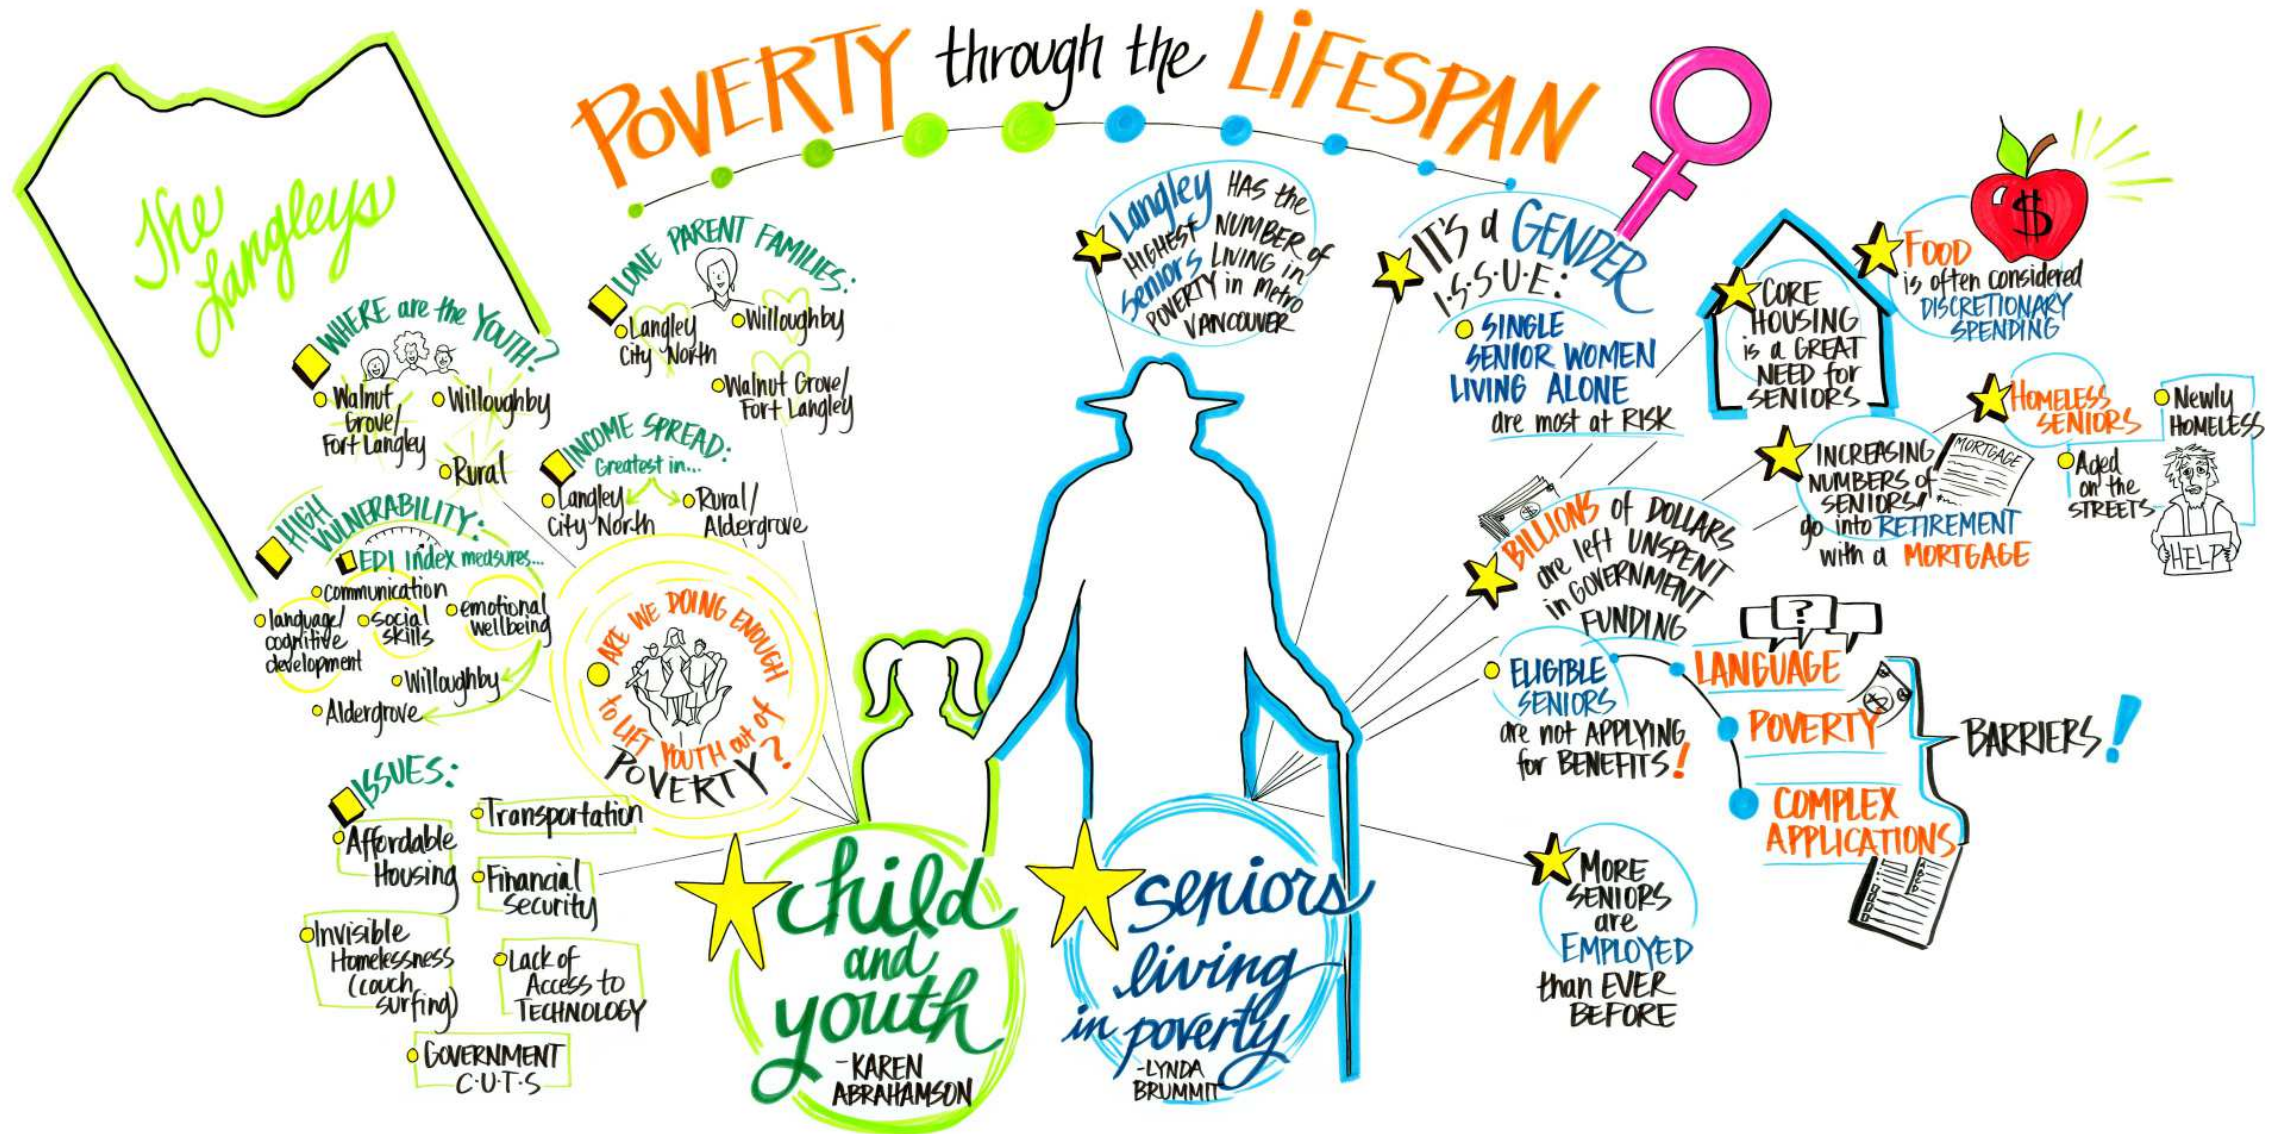 POVERTY through the LiFESPAN
The
Langleys
WHERE are the YOUTH?
Walnut
Grove/
Fort Langley
Willoughby
Rural
HIGH
VULNERABILITY:
EDI Index measures...
communication
language/
cognitive
development
social
skills
emotional
wellbeing
Willoughby
Aldergrove
ISSUES:
Affordable
Housing
Transportation
Financial
security
Invisible
Homelessness
(couch
surfing)
Lack of
Access to
TECHNOLOGY
GOVERNMENT
C·U·T·S
LONE PARENT FAMILIES:
Langley
City North
Willoughby
Walnut Grove/
Fort Langley
INCOME SPREAD:
Greatest in...
Langley
City North
Rural/
Aldergrove
ARE WE DOING ENOUGH
to LIFT YOUTH out of
POVERTY?
child
and
youth
-KAREN
ABRAHAMSON
seniors
living
in poverty
-LYNDA
BRUMMIT
Langley HAS the
HIGHEST NUMBER of
Seniors LIVING in
POVERTY in Metro
VANCOUVER
IT'S a GENDER
I·S·S·U·E:
SINGLE
SENIOR WOMEN
LIVING ALONE
are most at RISK
CORE
HOUSING
is a GREAT
NEED for
SENIORS
FOOD
is often considered
DISCRETIONARY
SPENDING
$
HOMELESS
SENIORS
Newly
HOMELESS
Aged
on the
STREETS
HELP
INCREASING
NUMBERS of
SENIORS
go into RETIREMENT
with a MORTGAGE
MORTGAGE
BILLIONS of DOLLARS
are left UNSPENT
in GOVERNMENT
FUNDING
$
ELIGIBLE
SENIORS
are not APPLYING
for BENEFITS!
?
LANGUAGE
POVERTY
$
COMPLEX
APPLICATIONS
BARRIERS!
MORE
SENIORS
are
EMPLOYED
than EVER
BEFORE